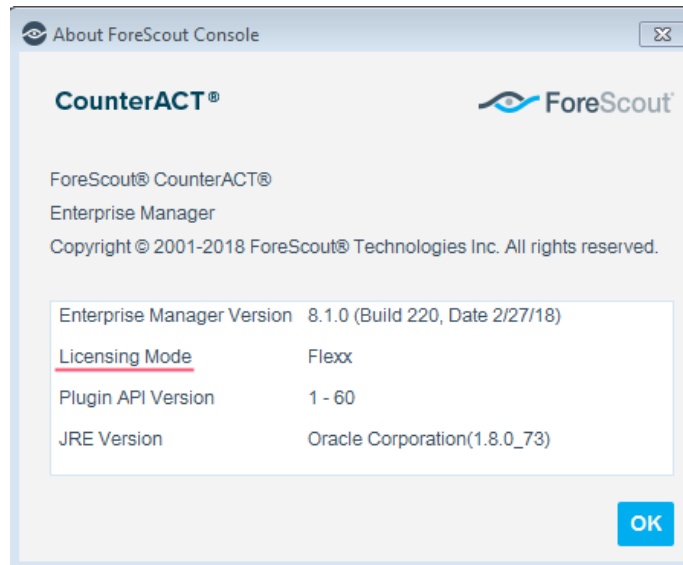 About ForeScout Console
CounterACT®
ForeScout
ForeScout® CounterACT®
Enterprise Manager
Copyright © 2001-2018 ForeScout® Technologies Inc. All rights reserved.
Enterprise Manager Version 8.1.0 (Build 220, Date 2/27/18)
Licensing Mode Flexx
Plugin API Version 1 - 60
JRE Version Oracle Corporation(1.8.0_73)
OK